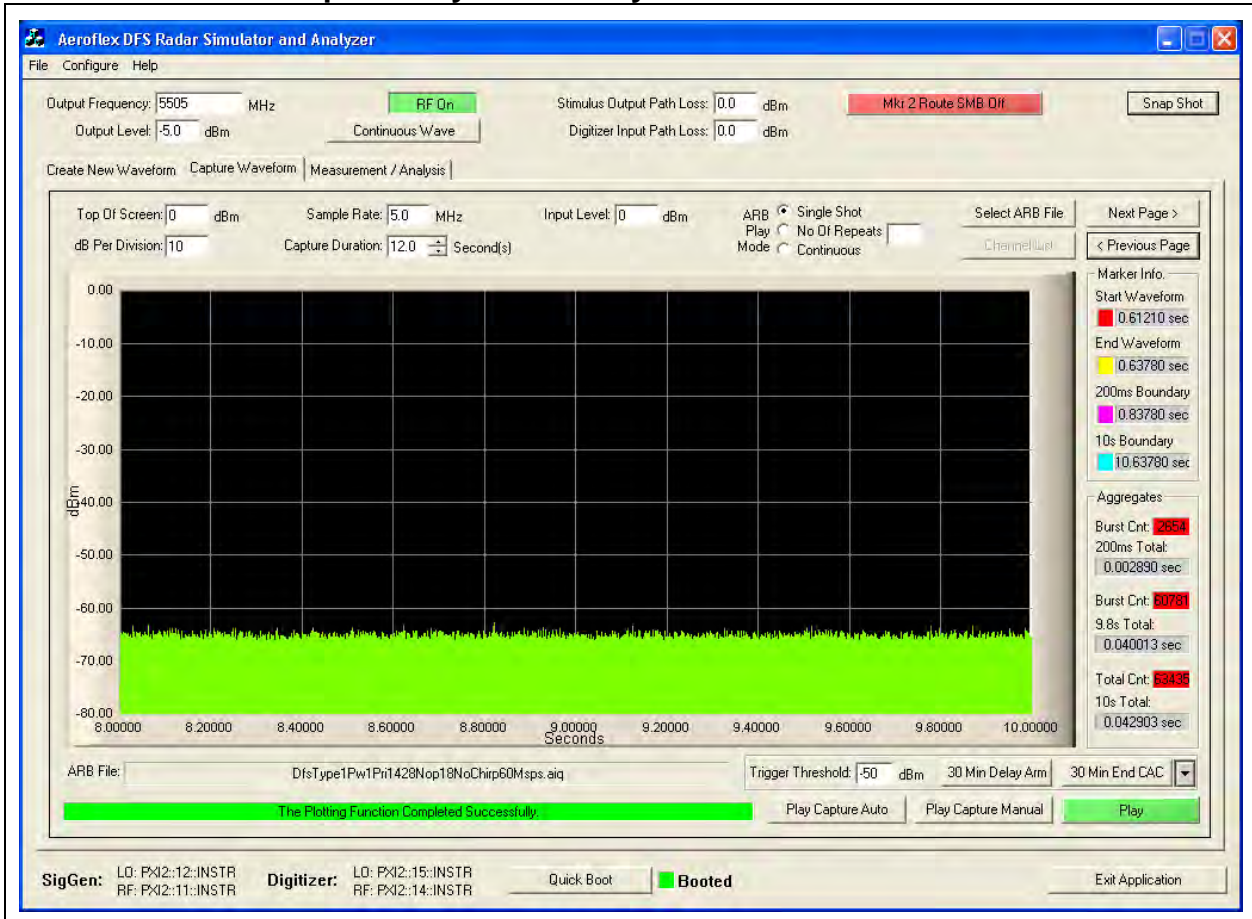 Aeroflex DFS Radar Simulator and Analyzer
File Configure Help
Output Frequency: 5505 MHz RF On Stimulus Output Path Loss: 0.0 dBm Mkr 2 Route SMB Off Snap Shot
Output Level: -5.0 dBm Continuous Wave Digitizer Input Path Loss: 0.0 dBm
Create New Waveform Capture Waveform Measurement / Analysis
Top Of Screen: 0 dBm Sample Rate: 5.0 MHz Input Level: 0 dBm ARB Play Mode Single Shot Select ARB File Next Page >
No Of Repeats
dB Per Division: 10 Capture Duration: 12.0 Second(s) Continuous Channel List < Previous Page
Marker Info.
Start Waveform
0.61210 sec
End Waveform
0.63780 sec
200ms Boundary
0.83780 sec
10s Boundary
10.63780 sec
Aggregates
Burst Cnt: 2654
200ms Total:
0.002890 sec
Burst Cnt: 60781
9.8s Total:
0.040013 sec
Total Cnt: 63435
10s Total:
0.042903 sec
0.00
-10.00
-20.00
-30.00
-40.00
-50.00
-60.00
-70.00
-80.00
dBm
8.00000 8.20000 8.40000 8.60000 8.80000 9.00000 9.20000 9.40000 9.60000 9.80000 10.00000
Seconds
ARB File: DfsType1Pw1Pri1428Nop18NoChirp60Msps.aiq Trigger Threshold: -50 dBm 30 Min Delay Arm 30 Min End CAC
The Plotting Function Completed Successfully. Play Capture Auto Play Capture Manual Play
SigGen: LO: PXI2::12::INSTR Digitizer: LO: PXI2::15::INSTR Quick Boot Booted Exit Application
RF: PXI2::11::INSTR RF: PXI2::14::INSTR